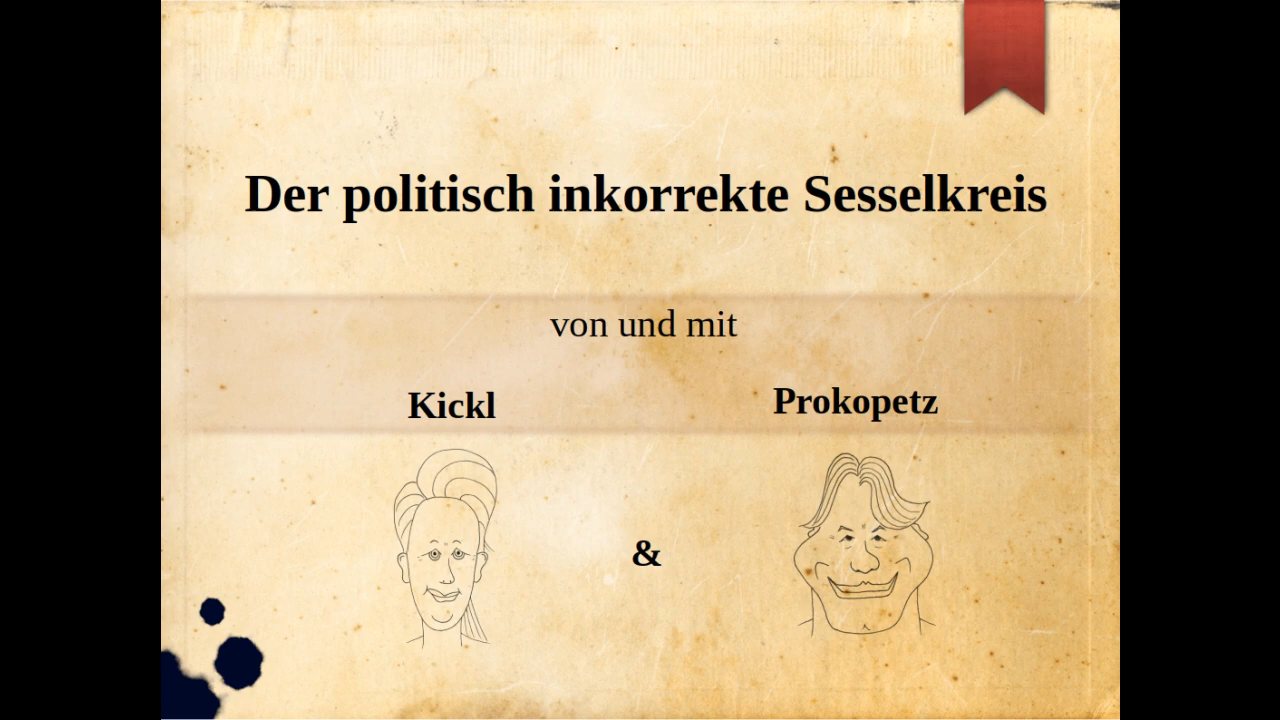 Der politisch inkorrekte Sesselkreis
von und mit
Kickl
Prokopetz
&